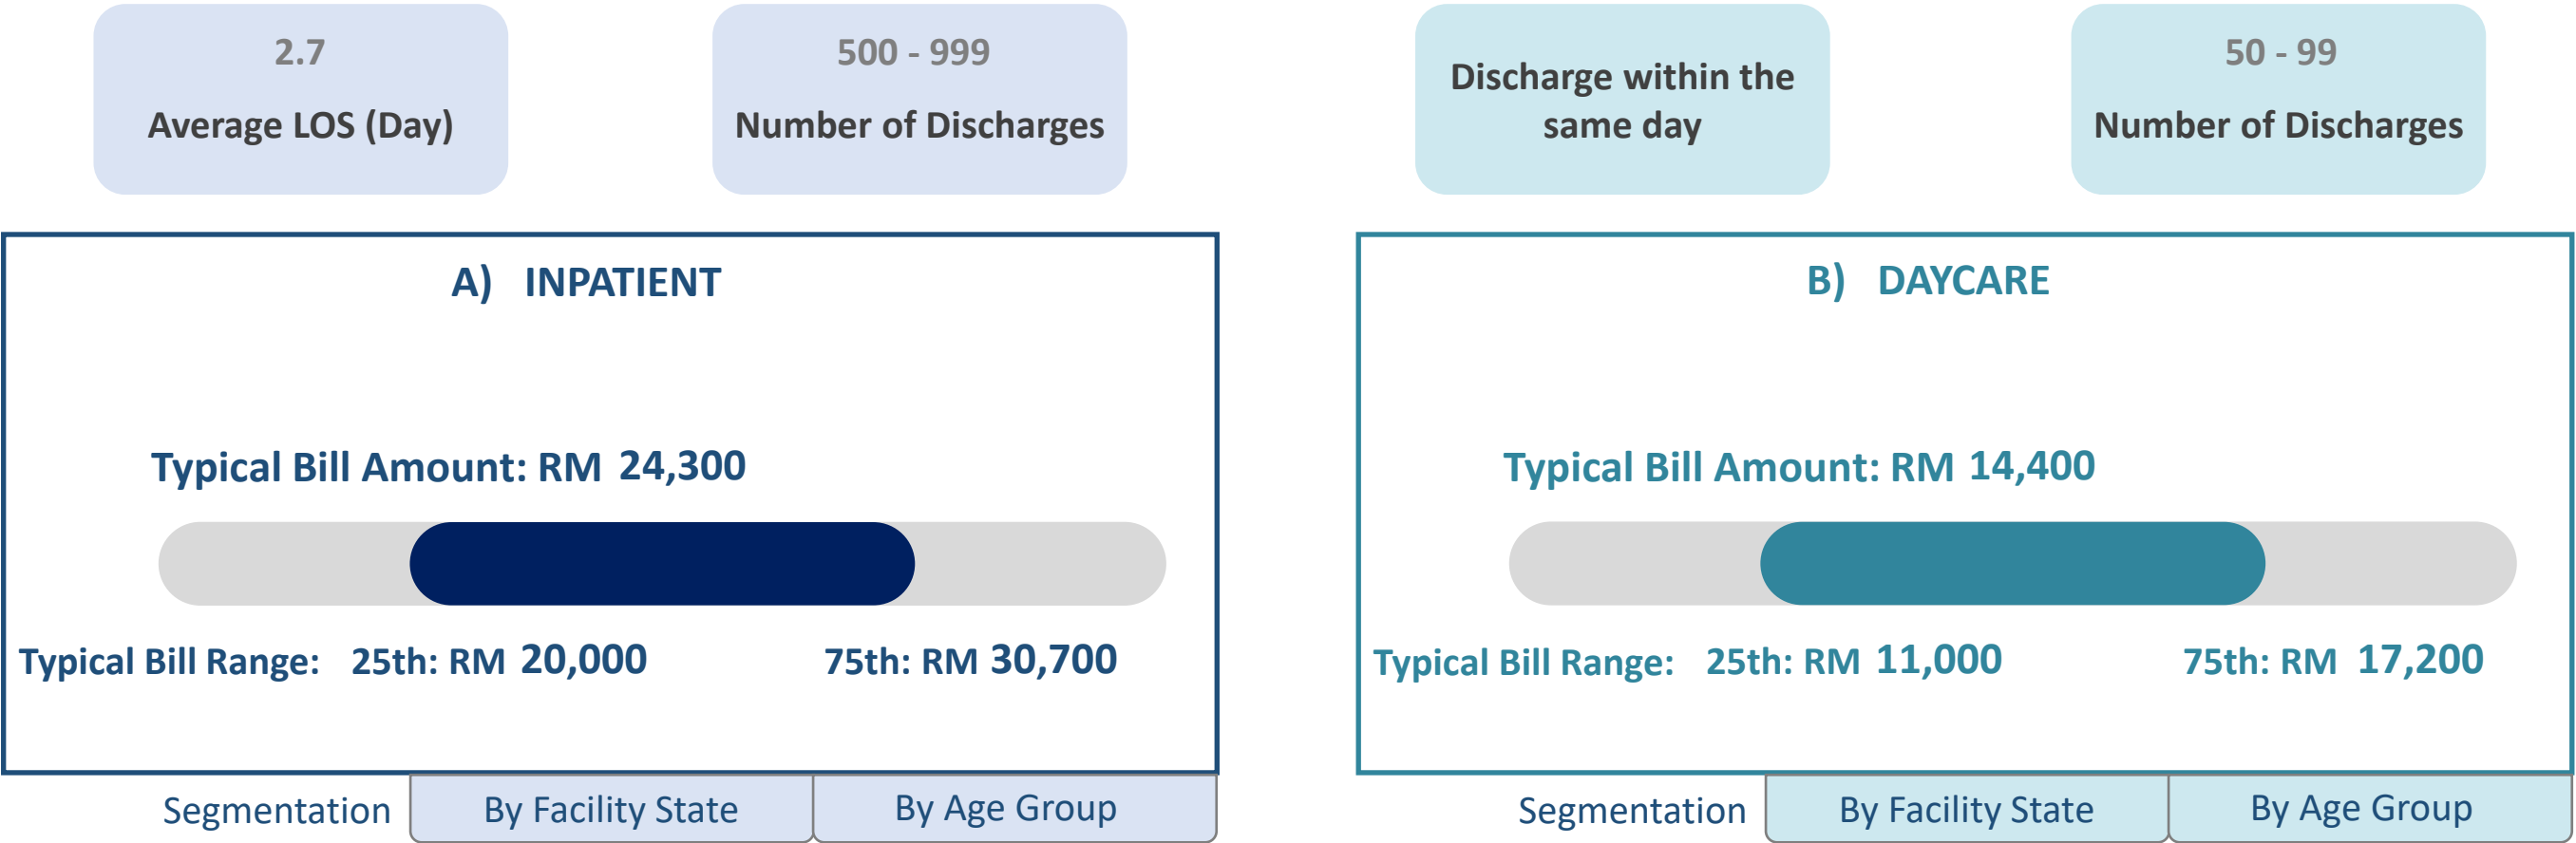 2.7
Average LOS (Day)
500 - 999
Number of Discharges
Discharge within the
same day
50 - 99
Number of Discharges
A) INPATIENT
Typical Bill Amount: RM 24,300
Typical Bill Range: 25th: RM 20,000 75th: RM 30,700
Segmentation By Facility State By Age Group
B) DAYCARE
Typical Bill Amount: RM 14,400
Typical Bill Range: 25th: RM 11,000 75th: RM 17,200
Segmentation By Facility State By Age Group